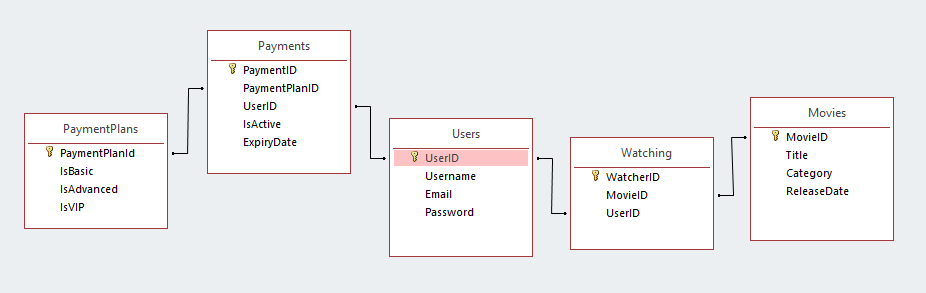 PaymentPlans
PaymentPlanId
IsBasic
IsAdvanced
IsVIP
Payments
PaymentID
PaymentPlanID
UserID
IsActive
ExpiryDate
Users
UserID
Username
Email
Password
Watching
WatcherID
MovieID
UserID
Movies
MovieID
Title
Category
ReleaseDate